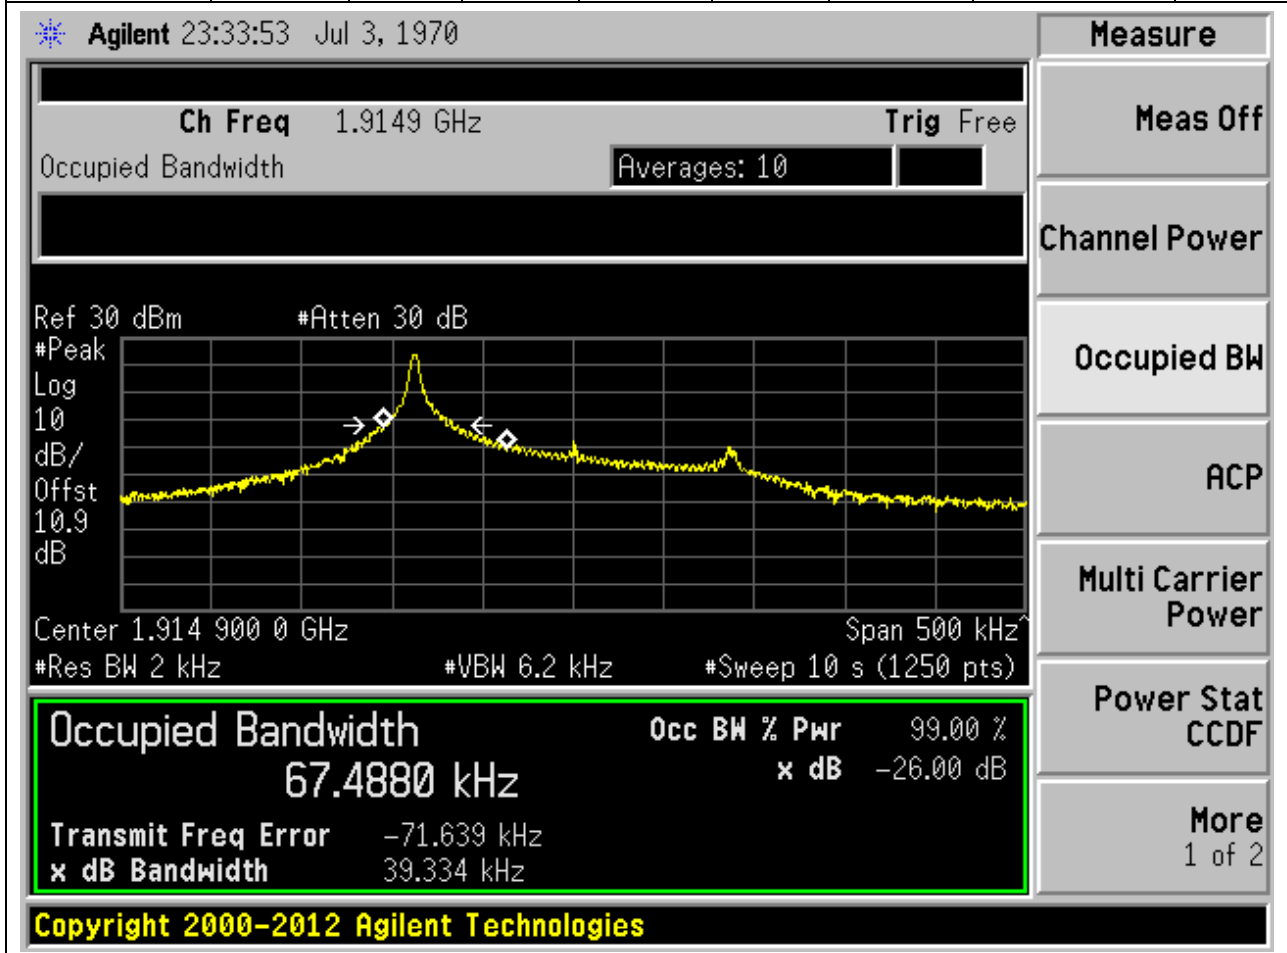 Agilent 23:33:53 Jul 3, 1970
Measure
Ch Freq 1.9149 GHz Trig Free
Occupied Bandwidth Averages: 10
Meas Off
Channel Power
Occupied BW
ACP
Multi Carrier
Power
Power Stat
CCDF
More
1 of 2
Ref 30 dBm #Atten 30 dB
#Peak
Log
10
dB/
Offst
10.9
dB
Center 1.914 900 0 GHz Span 500 kHz^
#Res BW 2 kHz #VBW 6.2 kHz #Sweep 10 s (1250 pts)
Occupied Bandwidth
67.4880 kHz
Occ BW % Pwr 99.00 %
x dB -26.00 dB
Transmit Freq Error -71.639 kHz
x dB Bandwidth 39.334 kHz
Copyright 2000-2012 Agilent Technologies